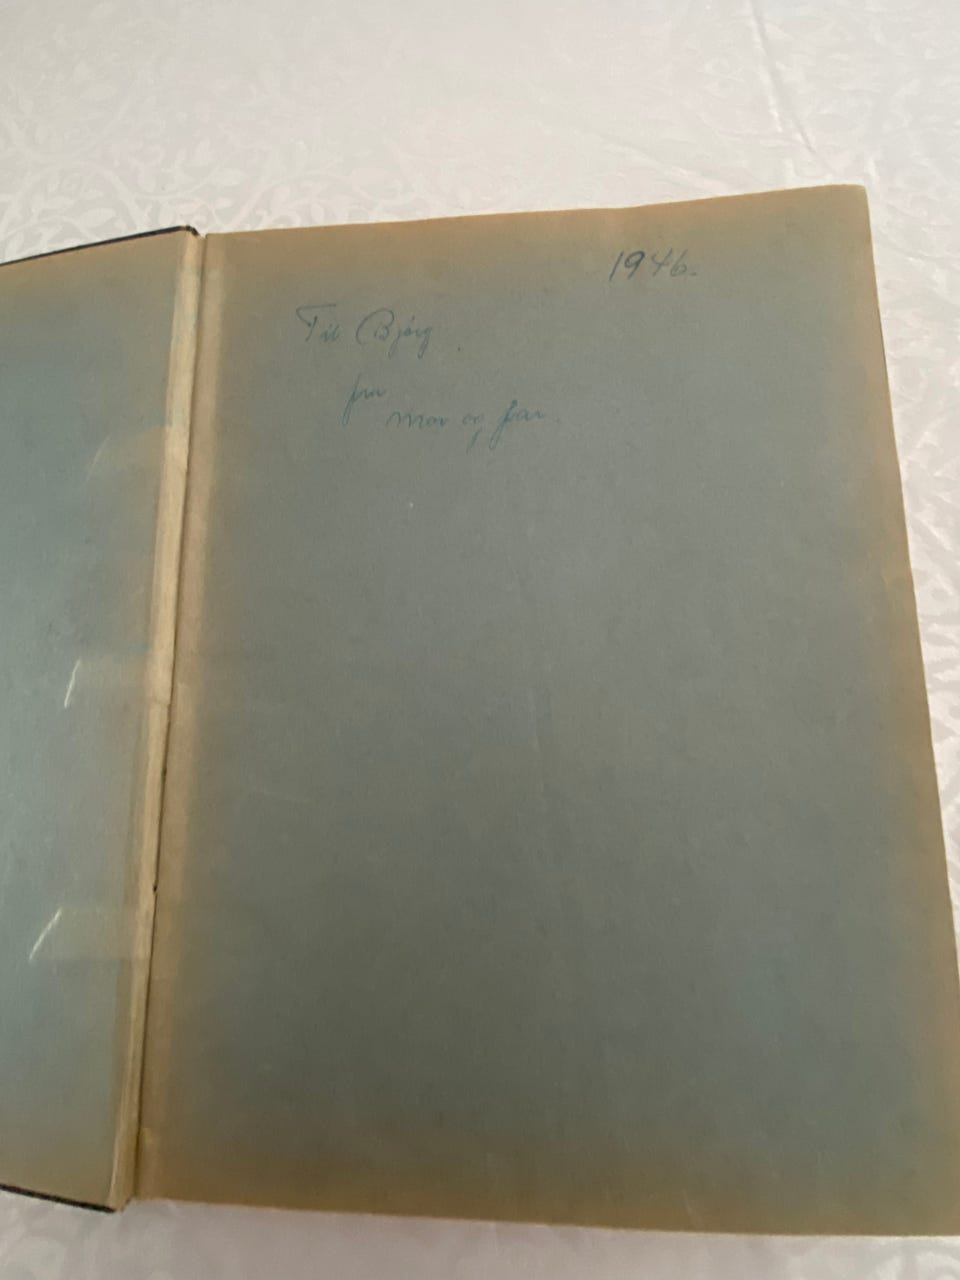 1946.
Til Bjørg
fra
mor og far.